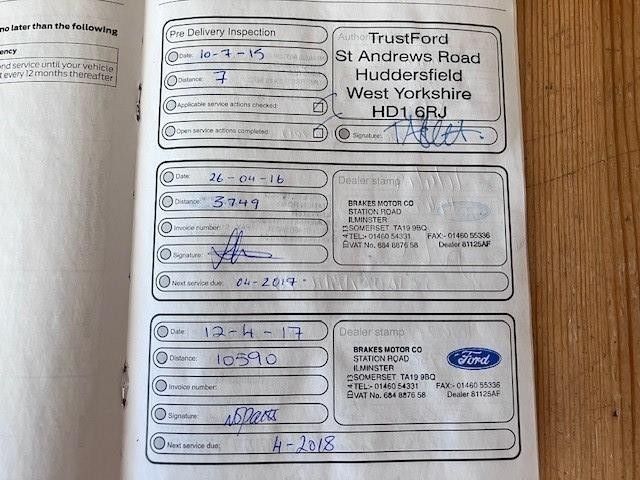 no later than the following
ency
ond service until your vehicle
t every 12 months thereafter
Pre Delivery Inspection
Date: 10-7-15
Distance: 7
Applicable service actions checked:
Open service actions completed:
TrustFord
St Andrews Road
Huddersfield
West Yorkshire
HD1 6RJ
Signature:
Date: 26-04-16
Distance: 3749
Invoice number:
Signature:
Next service due: 04-2017
Dealer stamp
BRAKES MOTOR CO
STATION ROAD
ILMINSTER
SOMERSET TA19 9BQ
TEL:- 01460 54331 FAX:- 01460 55336
VAT No. 684 8876 58 Dealer 81125AF
Date: 12-4-17
Distance: 10590
Invoice number:
Signature:
Next service due: 4-2018
Dealer stamp
BRAKES MOTOR CO
STATION ROAD
ILMINSTER
SOMERSET TA19 9BQ
TEL:- 01460 54331 FAX:- 01460 55336
VAT No. 684 8876 58 Dealer 81125AF
Ford